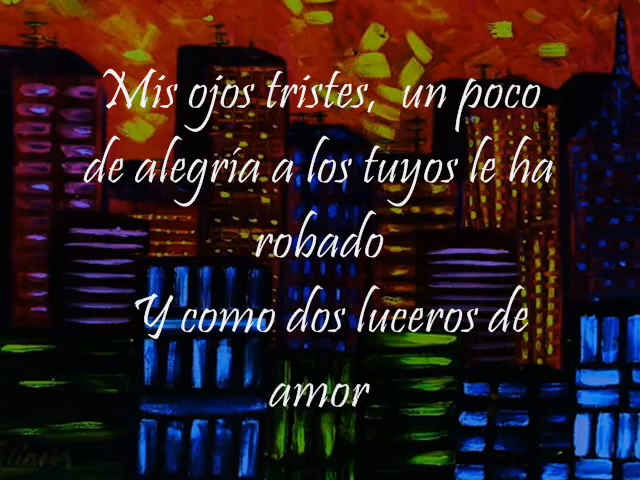 Mis ojos tristes, un poco
de alegría a los tuyos le ha
robado
Y como dos luceros de
amor